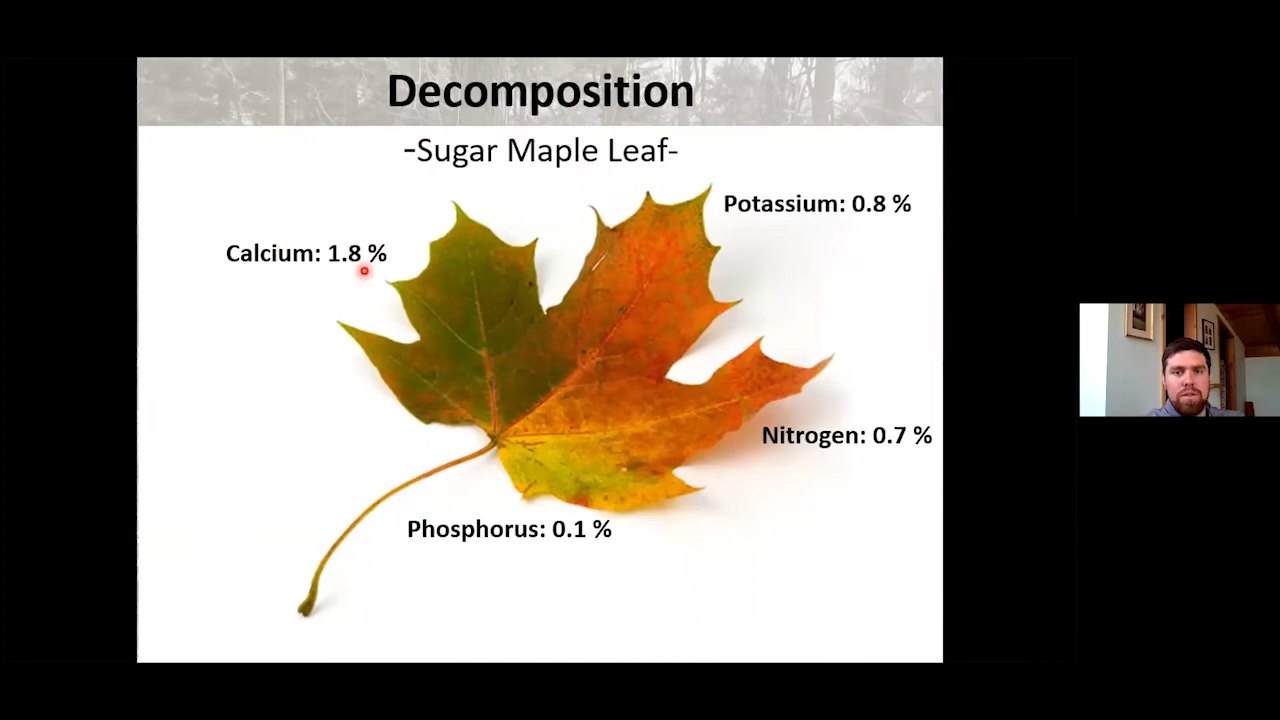 Decomposition
-Sugar Maple Leaf-
Potassium: 0.8 %
Calcium: 1.8 %
Nitrogen: 0.7 %
Phosphorus: 0.1 %